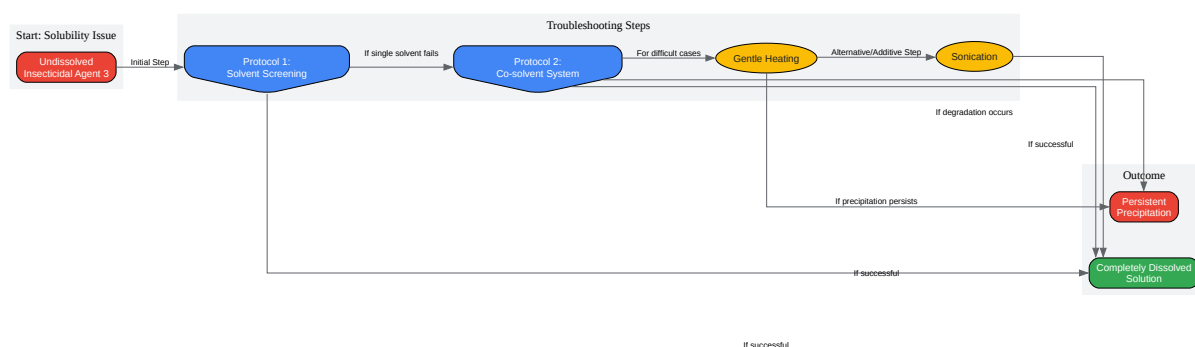 Start: Solubility Issue
Undissolved
Insecticidal Agent 3
Initial Step
Troubleshooting Steps
Protocol 1:
Solvent Screening
If single solvent fails
Protocol 2:
Co-solvent System
For difficult cases
Gentle Heating
Alternative/Additive Step
Sonication
If degradation occurs
If successful
Outcome
If precipitation persists
Persistent
Precipitation
If successful
Completely Dissolved
Solution
If successful